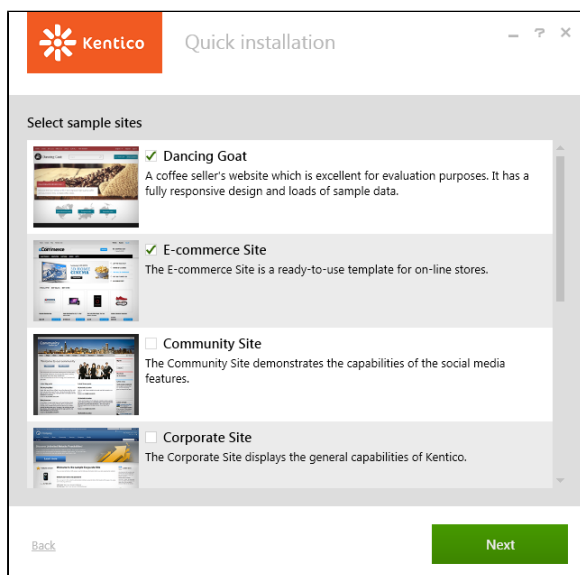 Kentico
Quick installation
Select sample sites
Dancing Goat
A coffee seller's website which is excellent for evaluation purposes. It has a
fully responsive design and loads of sample data.
E-commerce Site
The E-commerce Site is a ready-to-use template for on-line stores.
Community Site
The Community Site demonstrates the capabilities of the social media
features.
Corporate Site
The Corporate Site displays the general capabilities of Kentico.
Back
Next